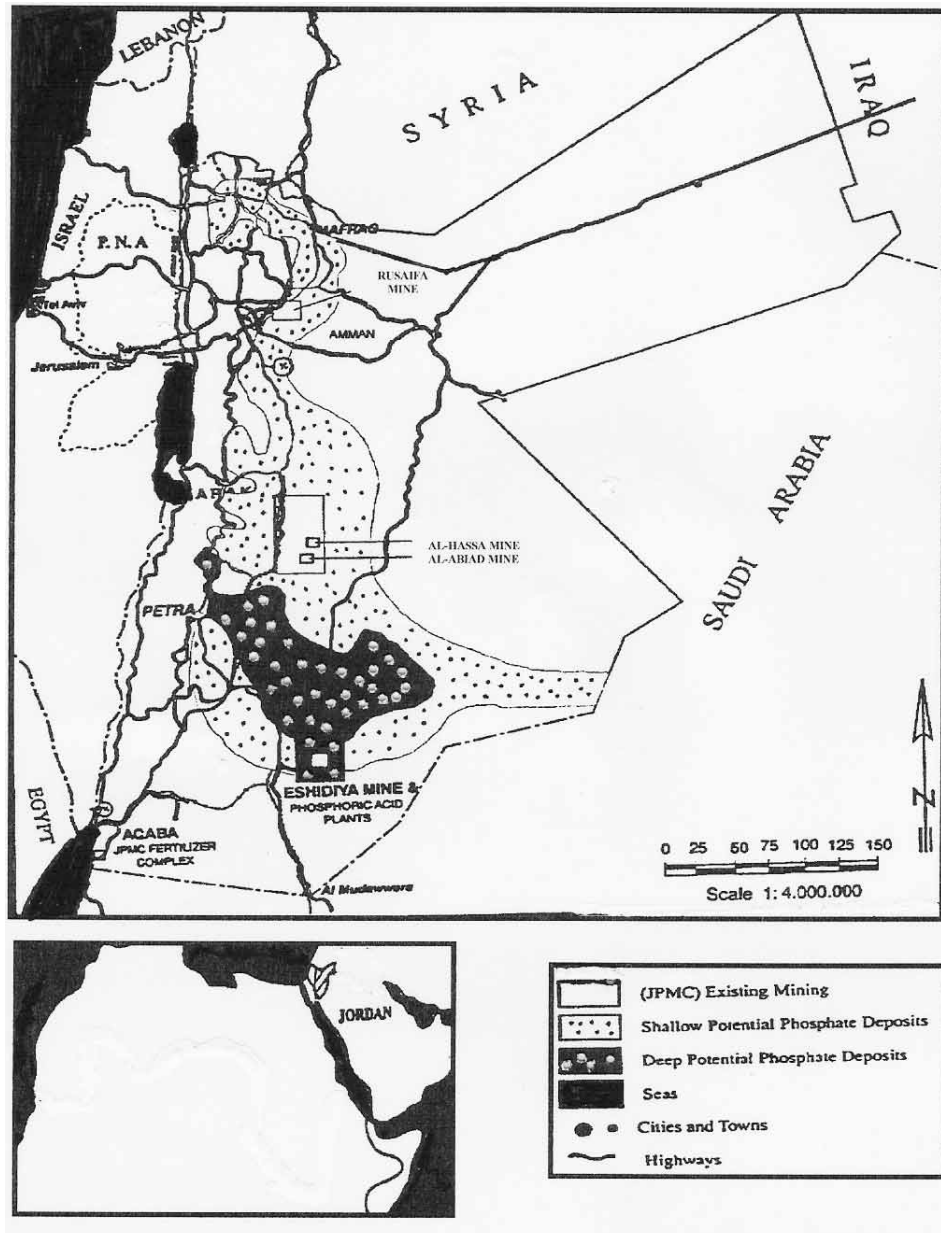 LEBANON
SYRIA
IRAQ
ISRAEL
P.N.A
MAFRAQ
RUSAIFA
MINE
Tel Aviv
AMMAN
Jerusalem
SAUDI ARABIA
AL-HASSA MINE
AL-ABIAD MINE
PETRA
ESHIDIYA MINE &
PHOSPHORIC ACID
PLANTS
EGYPT
AQABA
JPMC FERTILIZER
COMPLEX
Al Mudawwara
N
0 25 50 75 100 125 150
Scale 1: 4.000.000
JORDAN
(JPMC) Existing Mining
Shallow Potential Phosphate Deposits
Deep Potential Phosphate Deposits
Seas
Cities and Towns
Highways